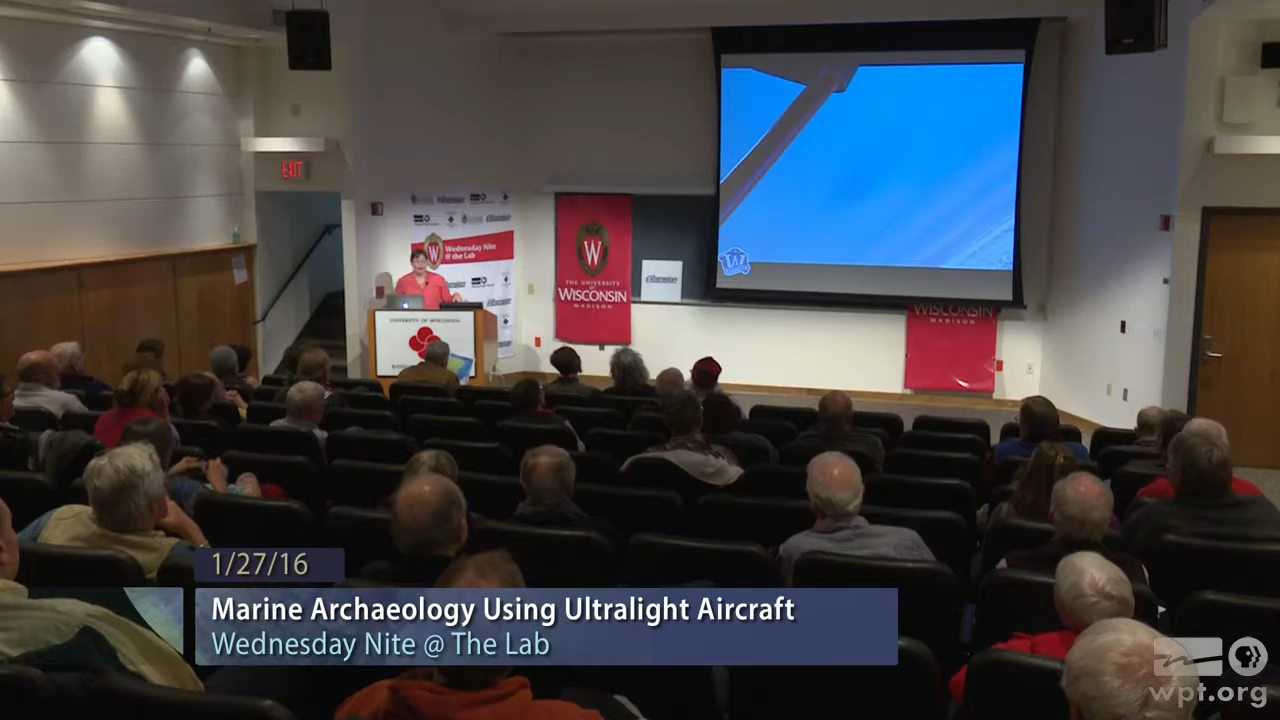 EXIT
W
Wednesday Nite
@ the Lab
W
THE UNIVERSITY
of
WISCONSIN
MADISON
W
WISCONSIN
MADISON
UNIVERSITY OF WISCONSIN
1/27/16
Marine Archaeology Using Ultralight Aircraft
Wednesday Nite @ The Lab
wpt.org
PBS